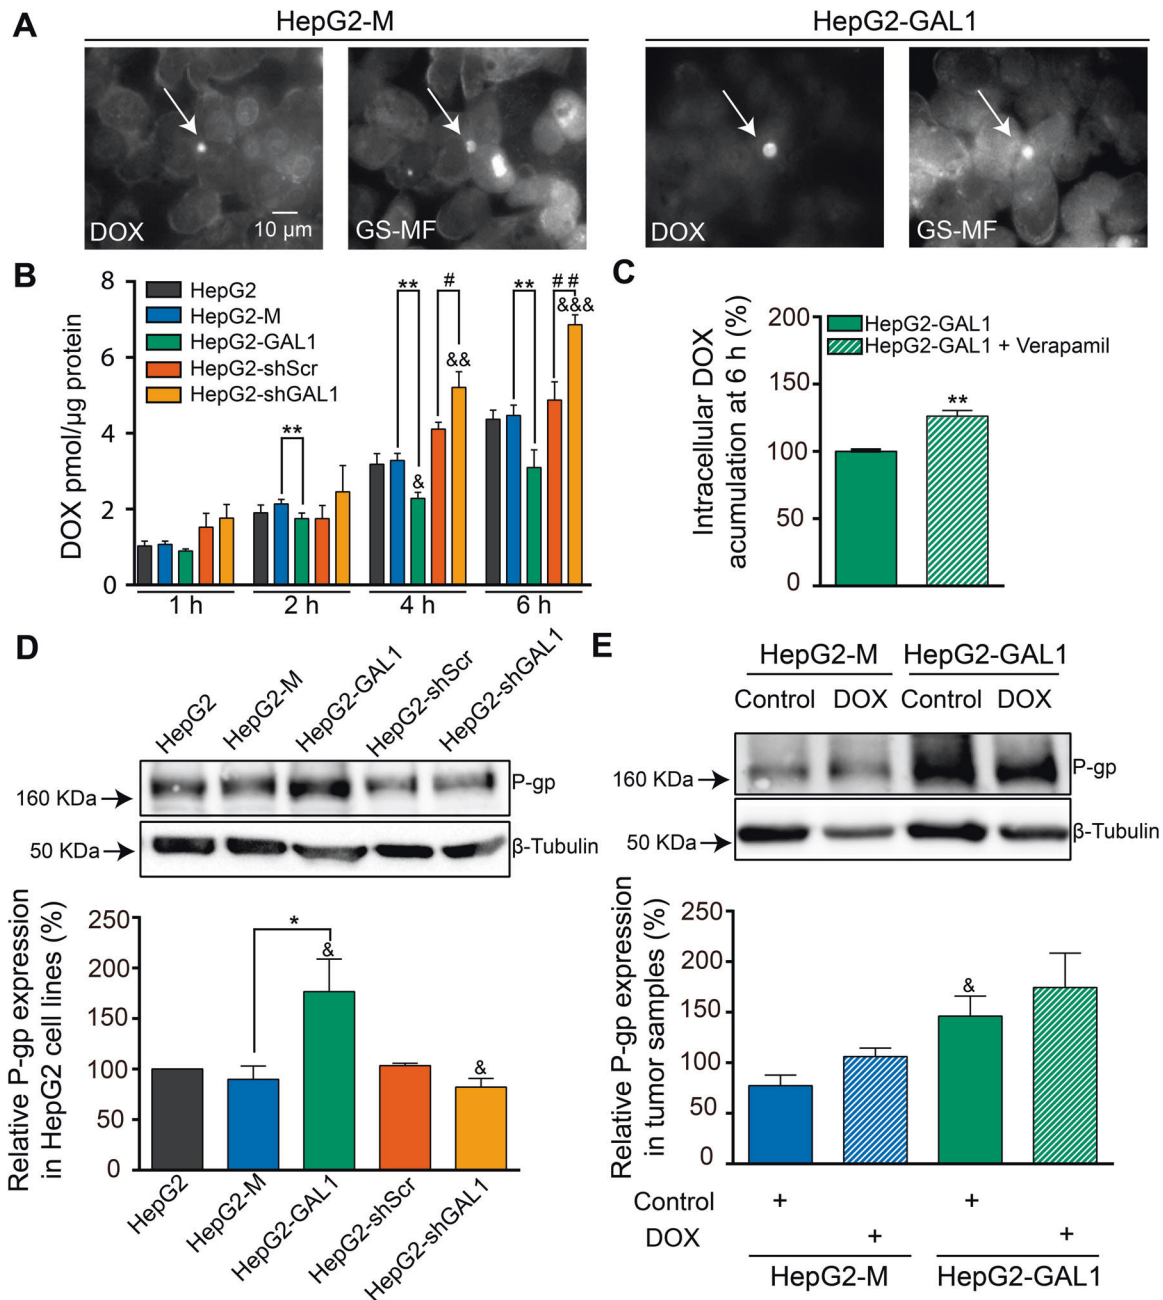 A
HepG2-M
HepG2-GAL1
DOX
10 µm
GS-MF
DOX
GS-MF
B
DOX pmol/µg protein
8
6
4
2
0
HepG2
HepG2-M
HepG2-GAL1
HepG2-shScr
HepG2-shGAL1
**
**
&
#
&&
**
##
&&&
1 h
2 h
4 h
6 h
C
Intracellular DOX
acumulation at 6 h (%)
200
150
100
50
0
HepG2-GAL1
HepG2-GAL1 + Verapamil
**
D
HepG2
HepG2-M
HepG2-GAL1
HepG2-shScr
HepG2-shGAL1
160 KDa
P-gp
50 KDa
β-Tubulin
Relative P-gp expression
in HepG2 cell lines (%)
250
200
150
100
50
0
*
&
&
HepG2
HepG2-M
HepG2-GAL1
HepG2-shScr
HepG2-shGAL1
E
HepG2-M
HepG2-GAL1
Control
DOX
Control
DOX
160 KDa
P-gp
50 KDa
β-Tubulin
Relative P-gp expression
in tumor samples (%)
250
200
150
100
50
0
&
Control + +
DOX + +
HepG2-M
HepG2-GAL1